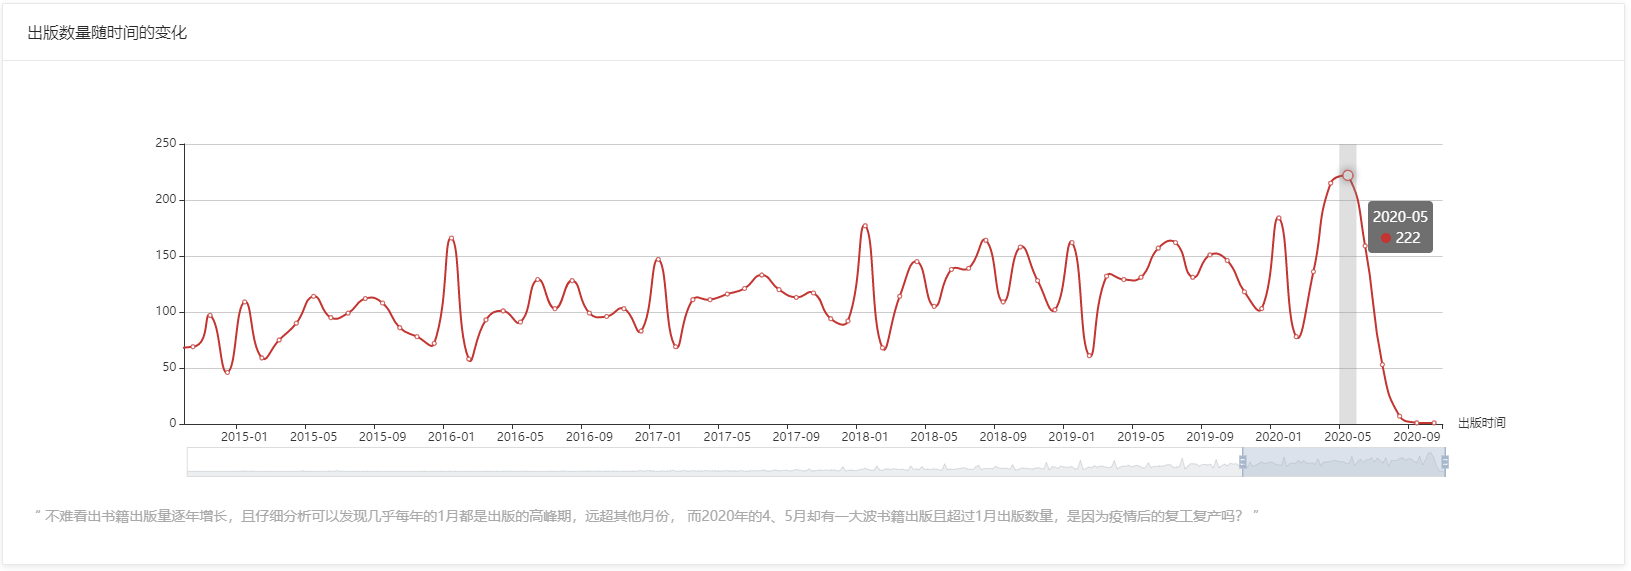 出版数量随时间的变化
250
200
150
100
50
0
2020-05
222
2015-01 2015-05 2015-09 2016-01 2016-05 2016-09 2017-01 2017-05 2017-09 2018-01 2018-05 2018-09 2019-01 2019-05 2019-09 2020-01 2020-05 2020-09
出版时间
“ 不难看出书籍出版量逐年增长，且仔细分析可以发现几乎每年的1月都是出版的高峰期，远超其他月份， 而2020年的4、5月却有一大波书籍出版且超过1月出版数量，是因为疫情后的复工复产吗？ ”